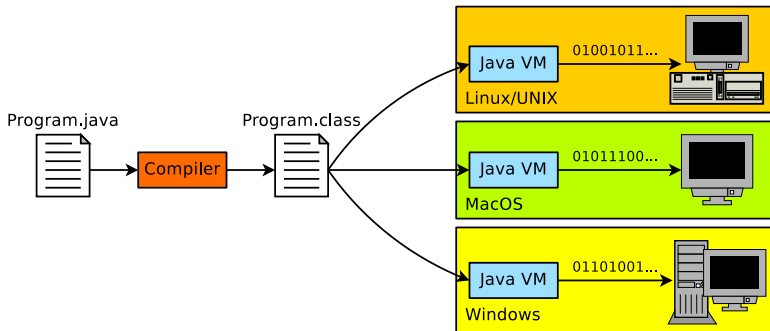 Program.java
Compiler
Program.class
Java VM
01001011...
Linux/UNIX
Java VM
01011100...
MacOS
Java VM
01101001...
Windows